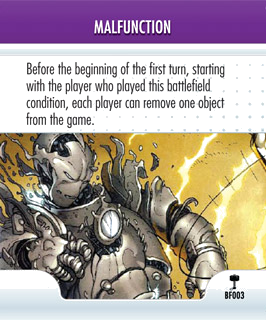 MALFUNCTION
Before the beginning of the first turn, starting
with the player who played this battlefield
condition, each player can remove one object
from the game.
BF003